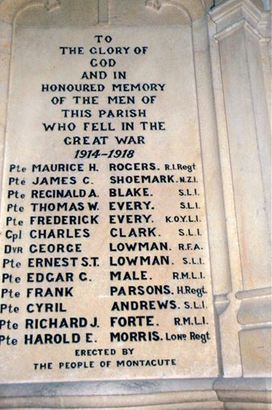 TO
THE GLORY OF
GOD
AND IN
HONOURED MEMORY
OF THE MEN OF
THIS PARISH
WHO FELL IN THE
GREAT WAR
1914-1918
Pte MAURICE H. ROGERS. R.I.Regt
Pte JAMES C. SHOEMARK. N.Z.I.
Pte REGINALD A. BLAKE. S.L.I.
Pte THOMAS W. EVERY. S.L.I.
Pte FREDERICK EVERY. K.O.Y.L.I.
Cpl CHARLES CLARK. S.L.I.
Dvr GEORGE LOWMAN. R.F.A.
Pte ERNEST S.T. LOWMAN. S.L.I.
Pte EDGAR G. MALE. R.M.L.I.
Pte FRANK PARSONS. H.Regt
Pte CYRIL ANDREWS. S.L.I.
Pte RICHARD J. FORTE. R.M.L.I.
Pte HAROLD E. MORRIS. Lonn Regt
ERECTED BY
THE PEOPLE OF MONTACUTE